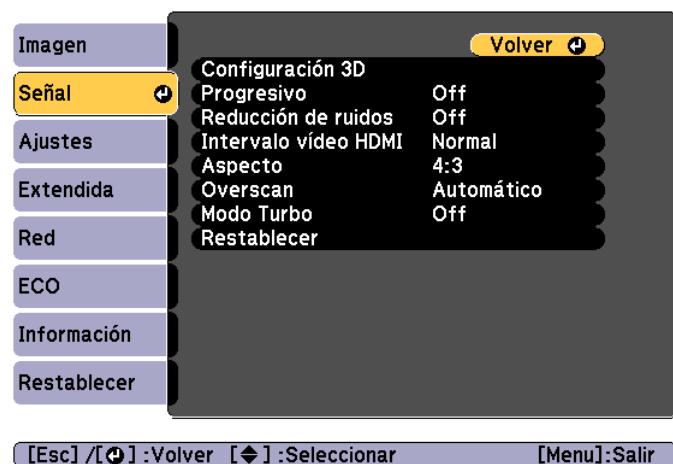 Imagen
Señal
Ajustes
Extendida
Red
ECO
Información
Restablecer
Volver
Configuración 3D
Progresivo Off
Reducción de ruidos Off
Intervalo vídeo HDMI Normal
Aspecto 4:3
Overscan Automático
Modo Turbo Off
Restablecer
[Esc] /[⏎] :Volver [◆] :Seleccionar [Menu]:Salir